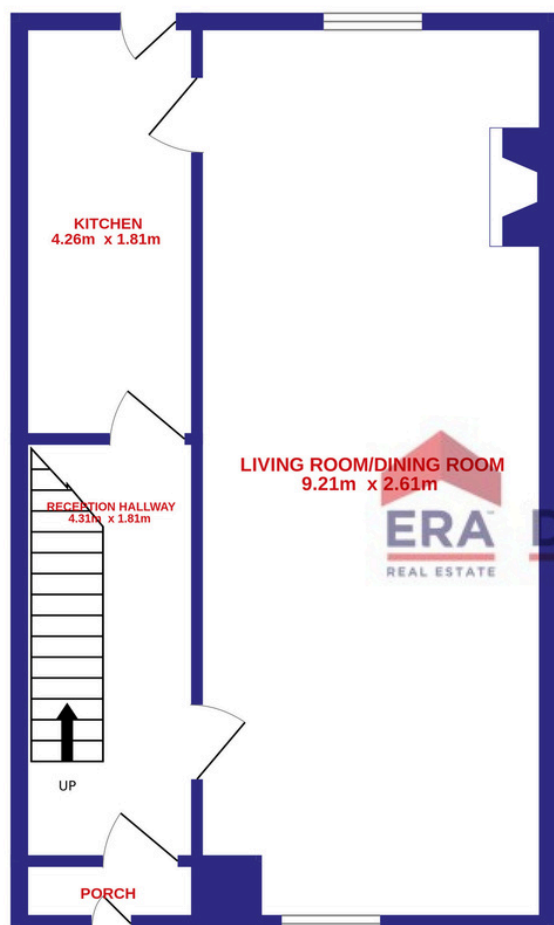 KITCHEN
4.26m x 1.81m
LIVING ROOM/DINING ROOM
9.21m x 2.61m
RECEPTION HALLWAY
4.31m x 1.81m
ERA™ D
REAL ESTATE
UP
PORCH